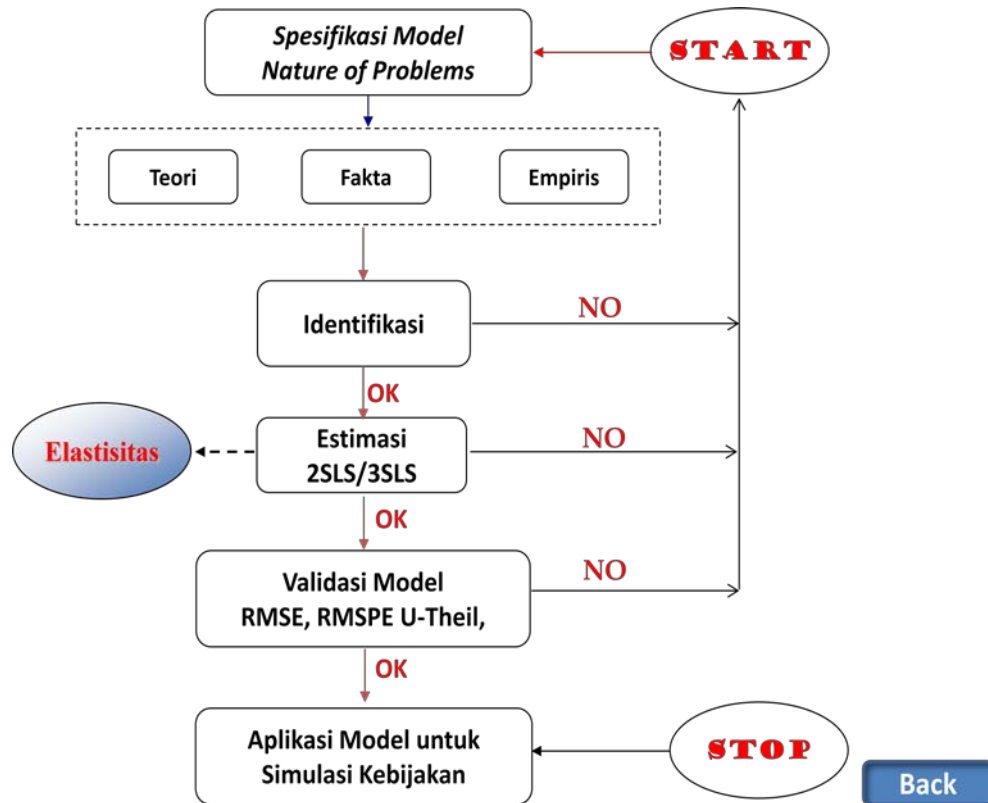 Spesifikasi Model
Nature of Problems
START
Teori
Fakta
Empiris
Identifikasi
NO
OK
Elastisitas
Estimasi
2SLS/3SLS
NO
OK
Validasi Model
RMSE, RMSPE U-Theil,
NO
OK
Aplikasi Model untuk
Simulasi Kebijakan
STOP
Back